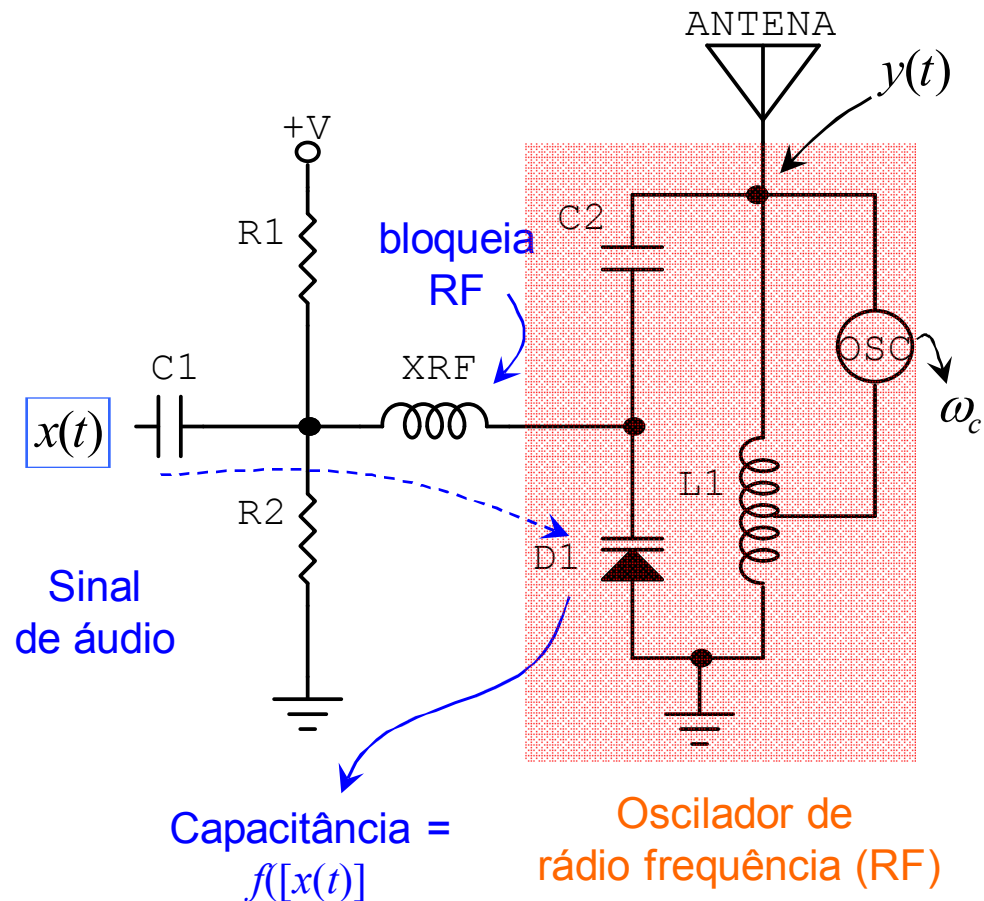 ANTENA
y(t)
+V
C2
R1
bloqueia
RF
OSC
C1
XRF
ω_c
x(t)
L1
R2
D1
Sinal
de áudio
Capacitância =
f([x(t)]
Oscilador de
rádio frequência (RF)